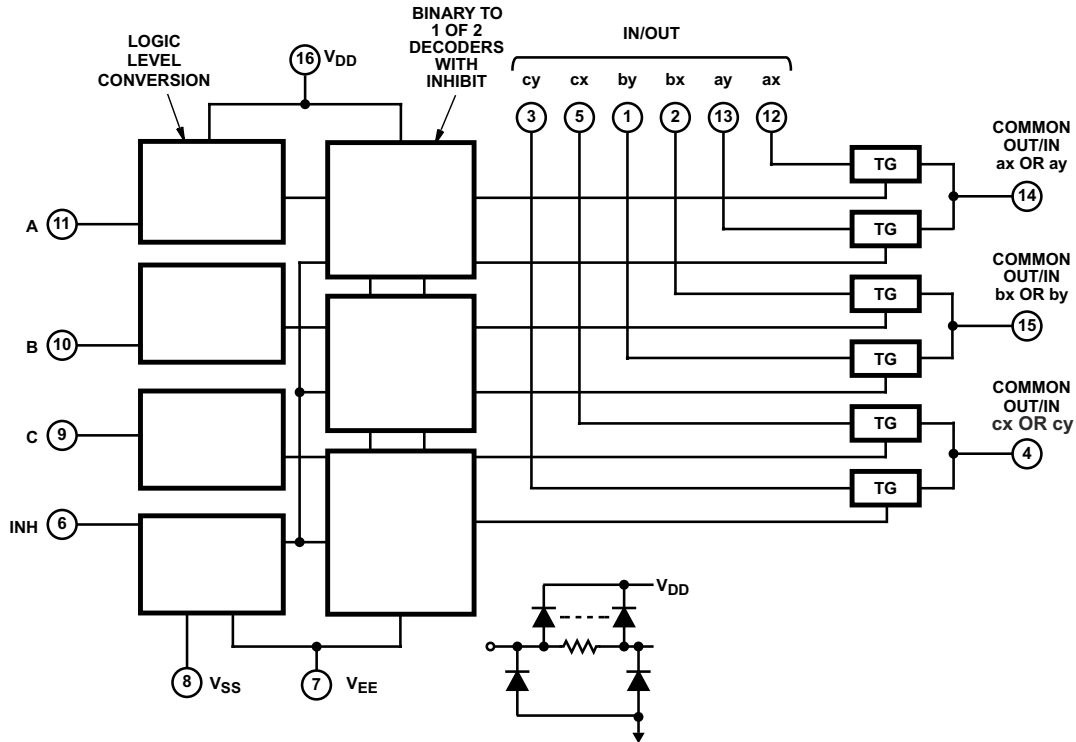 LOGIC
LEVEL
CONVERSION
16 VDD
BINARY TO
1 OF 2
DECODERS
WITH
INHIBIT
IN/OUT
cy cx by bx ay ax
3 5 1 2 13 12
COMMON
OUT/IN
ax OR ay
14
TG
TG
COMMON
OUT/IN
bx OR by
15
TG
TG
COMMON
OUT/IN
cx OR cy
4
TG
TG
A 11
B 10
C 9
INH 6
8 VSS
7 VEE
VDD